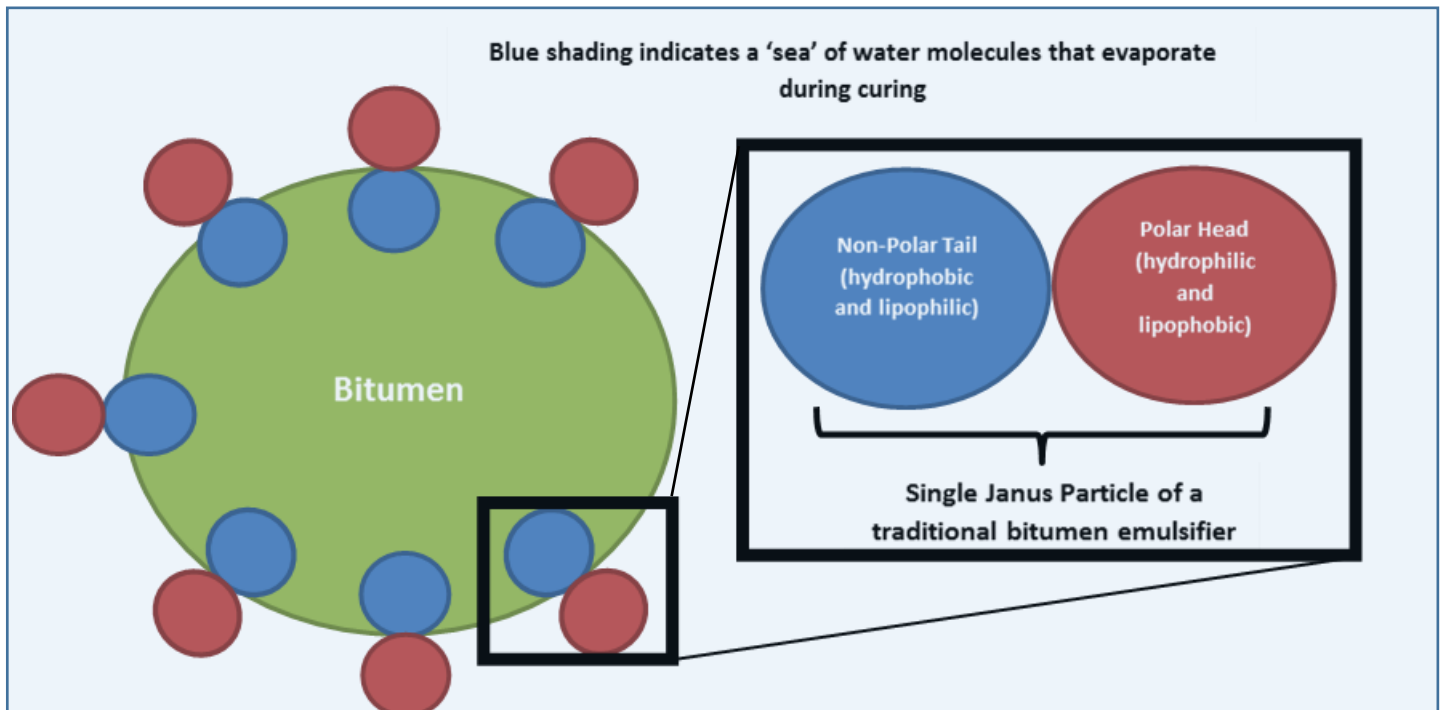 Blue shading indicates a ‘sea’ of water molecules that evaporate
during curing
Non-Polar Tail
(hydrophobic
and lipophilic)
Polar Head
(hydrophilic
and
lipophobic)
Bitumen
Single Janus Particle of a
traditional bitumen emulsifier